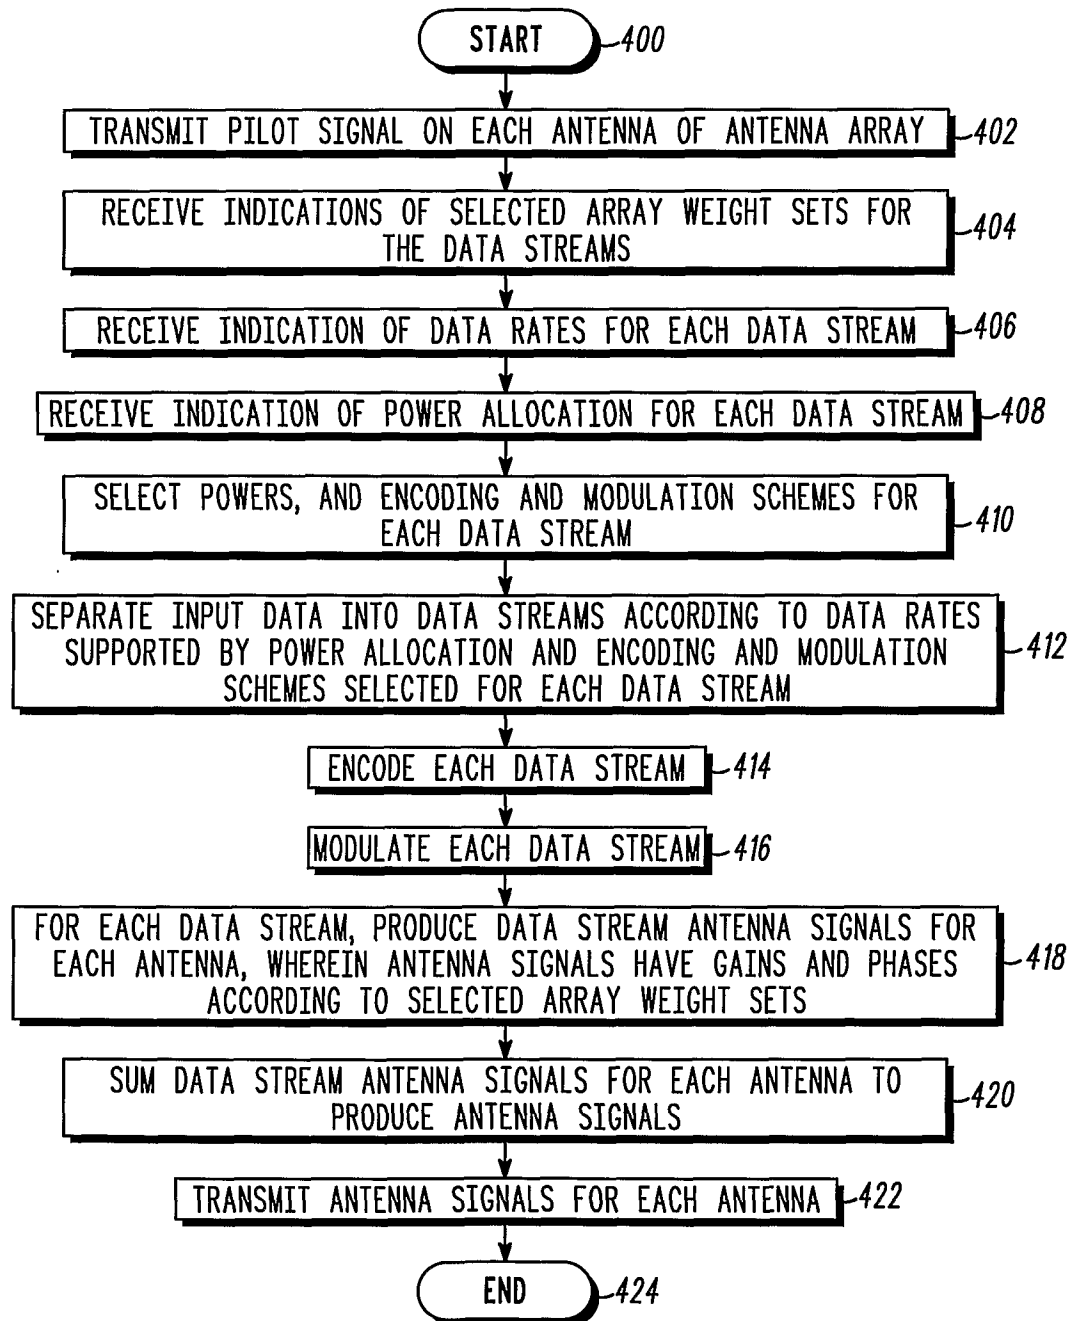 START
400
TRANSMIT PILOT SIGNAL ON EACH ANTENNA OF ANTENNA ARRAY
402
RECEIVE INDICATIONS OF SELECTED ARRAY WEIGHT SETS FOR
THE DATA STREAMS
404
RECEIVE INDICATION OF DATA RATES FOR EACH DATA STREAM
406
RECEIVE INDICATION OF POWER ALLOCATION FOR EACH DATA STREAM
408
SELECT POWERS, AND ENCODING AND MODULATION SCHEMES FOR
EACH DATA STREAM
410
SEPARATE INPUT DATA INTO DATA STREAMS ACCORDING TO DATA RATES
SUPPORTED BY POWER ALLOCATION AND ENCODING AND MODULATION
SCHEMES SELECTED FOR EACH DATA STREAM
412
ENCODE EACH DATA STREAM
414
MODULATE EACH DATA STREAM
416
FOR EACH DATA STREAM, PRODUCE DATA STREAM ANTENNA SIGNALS FOR
EACH ANTENNA, WHEREIN ANTENNA SIGNALS HAVE GAINS AND PHASES
ACCORDING TO SELECTED ARRAY WEIGHT SETS
418
SUM DATA STREAM ANTENNA SIGNALS FOR EACH ANTENNA TO
PRODUCE ANTENNA SIGNALS
420
TRANSMIT ANTENNA SIGNALS FOR EACH ANTENNA
422
END
424